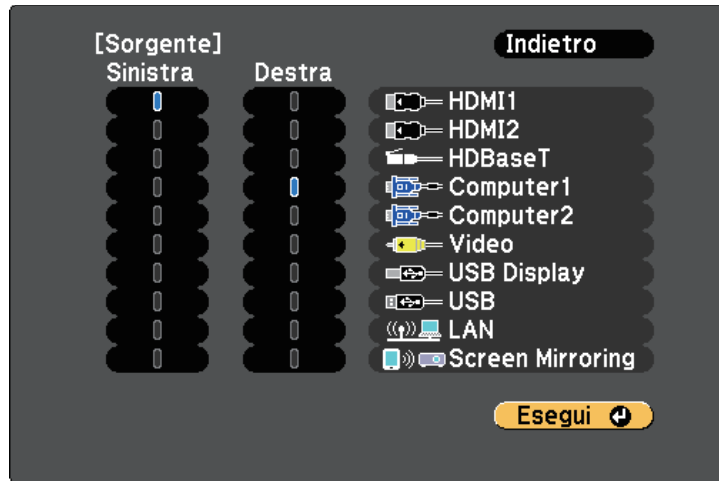 [Sorgente]
Indietro
Sinistra Destra
HDMI1
HDMI2
HDBaseT
Computer1
Computer2
Video
USB Display
USB
LAN
Screen Mirroring
Esegui